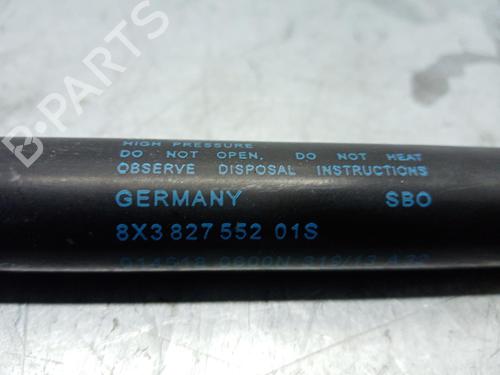 HIGH PRESSURE
DO NOT OPEN. DO NOT HEAT
OBSERVE DISPOSAL INSTRUCTIONS
GERMANY SBO
8X3 827 552 01S
B-PARTS